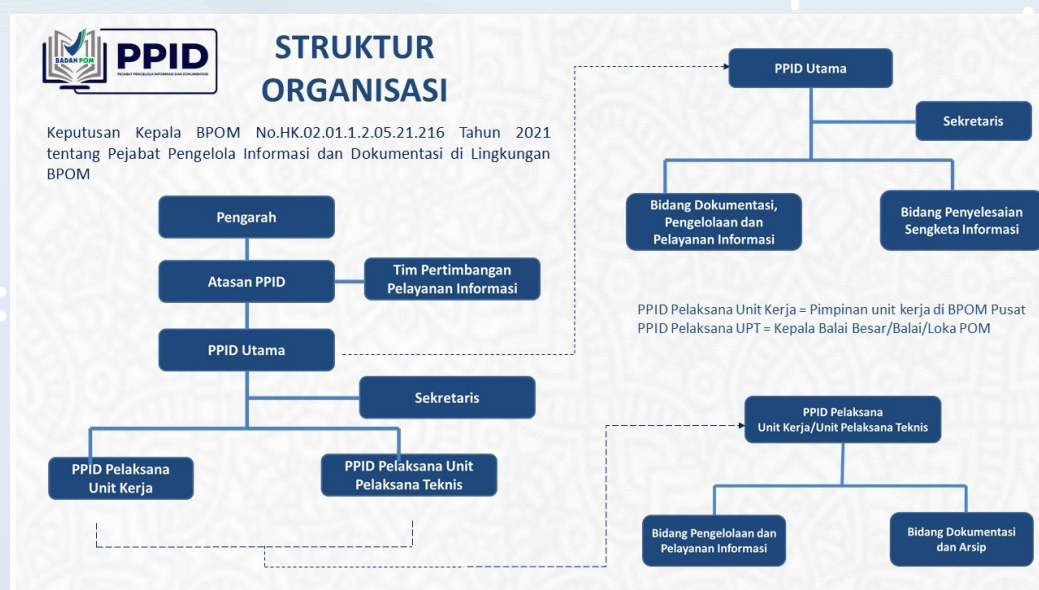 BADAN POM
PPID
PEJABAT PENGELOLA INFORMASI DAN DOKUMENTASI
STRUKTUR
ORGANISASI
Keputusan Kepala BPOM No.HK.02.01.1.2.05.21.216 Tahun 2021
tentang Pejabat Pengelola Informasi dan Dokumentasi di Lingkungan
BPOM
Pengarah
Atasan PPID
Tim Pertimbangan
Pelayanan Informasi
PPID Utama
Sekretaris
PPID Pelaksana
Unit Kerja
PPID Pelaksana Unit
Pelaksana Teknis
PPID Utama
Sekretaris
Bidang Dokumentasi,
Pengelolaan dan
Pelayanan Informasi
Bidang Penyelesaian
Sengketa Informasi
PPID Pelaksana Unit Kerja = Pimpinan unit kerja di BPOM Pusat
PPID Pelaksana UPT = Kepala Balai Besar/Balai/Loka POM
PPID Pelaksana
Unit Kerja/Unit Pelaksana Teknis
Bidang Pengelolaan dan
Pelayanan Informasi
Bidang Dokumentasi
dan Arsip